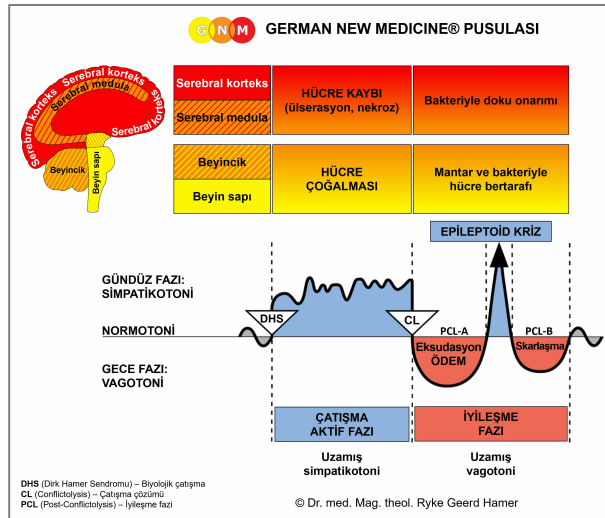 GNM GERMAN NEW MEDICINE® PUSULASI
Serebral korteks
Serebral medula
Serebral korteks
Serebral korteks
Beyincik
Beyin sapı
Serebral korteks
Serebral medula
HÜCRE KAYBI
(ülserasyon, nekroz)
Bakteriyle doku onarımı
Beyincik
Beyin sapı
HÜCRE
ÇOĞALMASI
Mantar ve bakteriyle
hücre bertarafı
EPİLEPTOİD KRİZ
GÜNDÜZ FAZI:
SİMPATİKOTONİ
DHS
CL
NORMOTONİ
PCL-A
PCL-B
Eksudasyon
ÖDEM
Skarlaşma
GECE FAZI:
VAGOTONİ
ÇATIŞMA
AKTİF FAZI
İYİLEŞME
FAZI
Uzamış
simpatikotoni
Uzamış
vagotoni
DHS (Dirk Hamer Sendromu) – Biyolojik çatışma
CL (Conflictolysis) – Çatışma çözümü
PCL (Post-Conflictolysis) – İyileşme fazi
© Dr. med. Mag. theol. Ryke Geerd Hamer